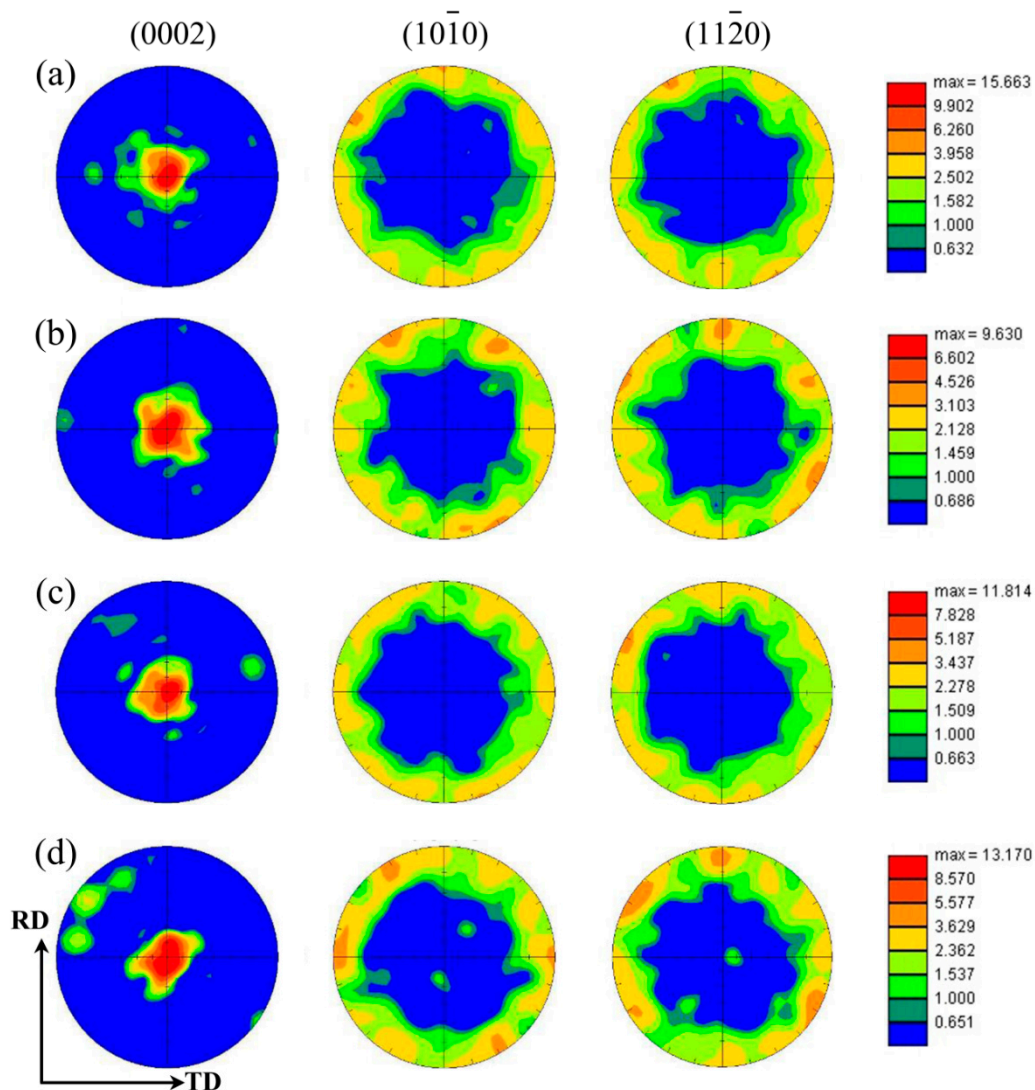 (0002) (101̄0) (112̄0)
(a)
max = 15.663
9.902
6.260
3.958
2.502
1.582
1.000
0.632
(b)
max = 9.630
6.602
4.526
3.103
2.128
1.459
1.000
0.686
(c)
max = 11.814
7.828
5.187
3.437
2.278
1.509
1.000
0.663
(d)
max = 13.170
8.570
5.577
3.629
2.362
1.537
1.000
0.651
RD
TD